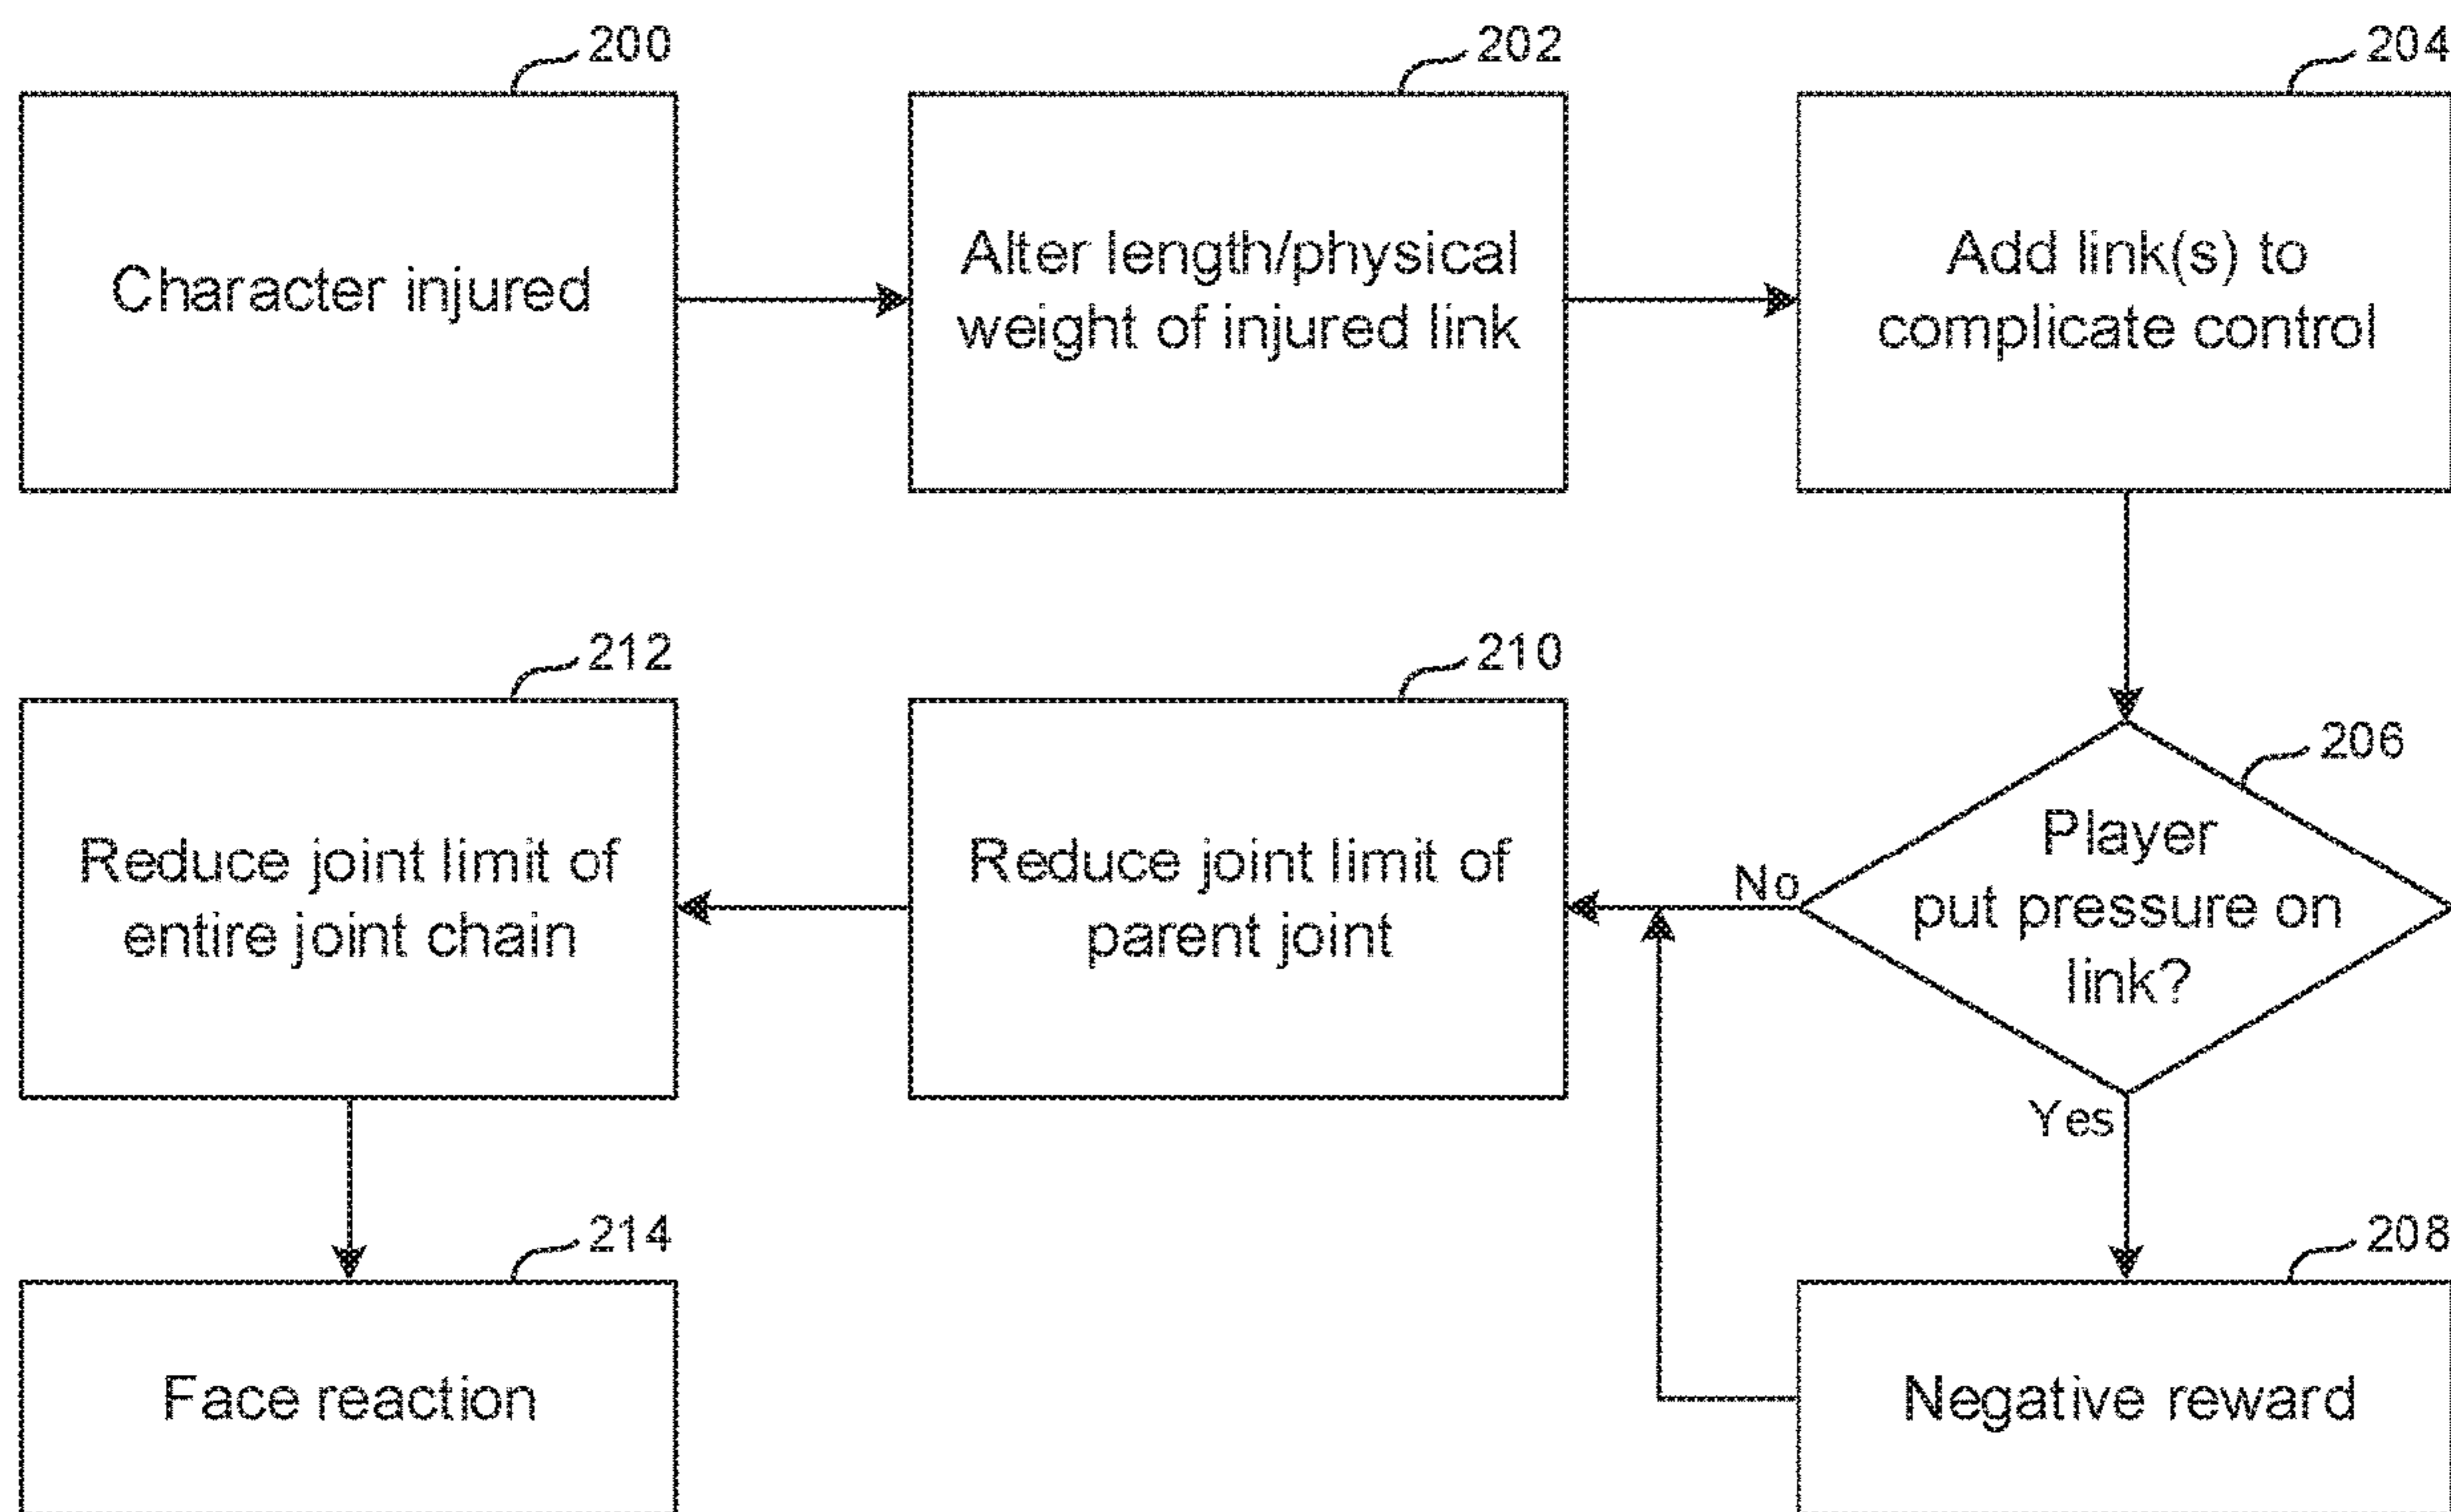 200
Character injured
202
Alter length/physical
weight of injured link
204
Add link(s) to
complicate control
206
Player
put pressure on
link?
No
Yes
208
Negative reward
210
Reduce joint limit of
parent joint
212
Reduce joint limit of
entire joint chain
214
Face reaction